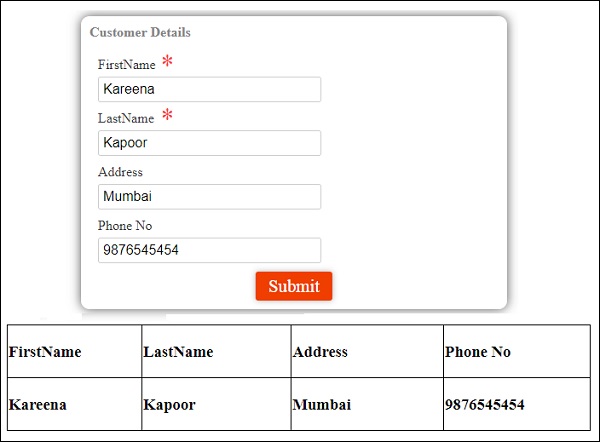 Customer Details
FirstName *
Kareena
LastName *
Kapoor
Address
Mumbai
Phone No
9876545454
Submit
FirstName LastName Address Phone No
Kareena Kapoor Mumbai 9876545454